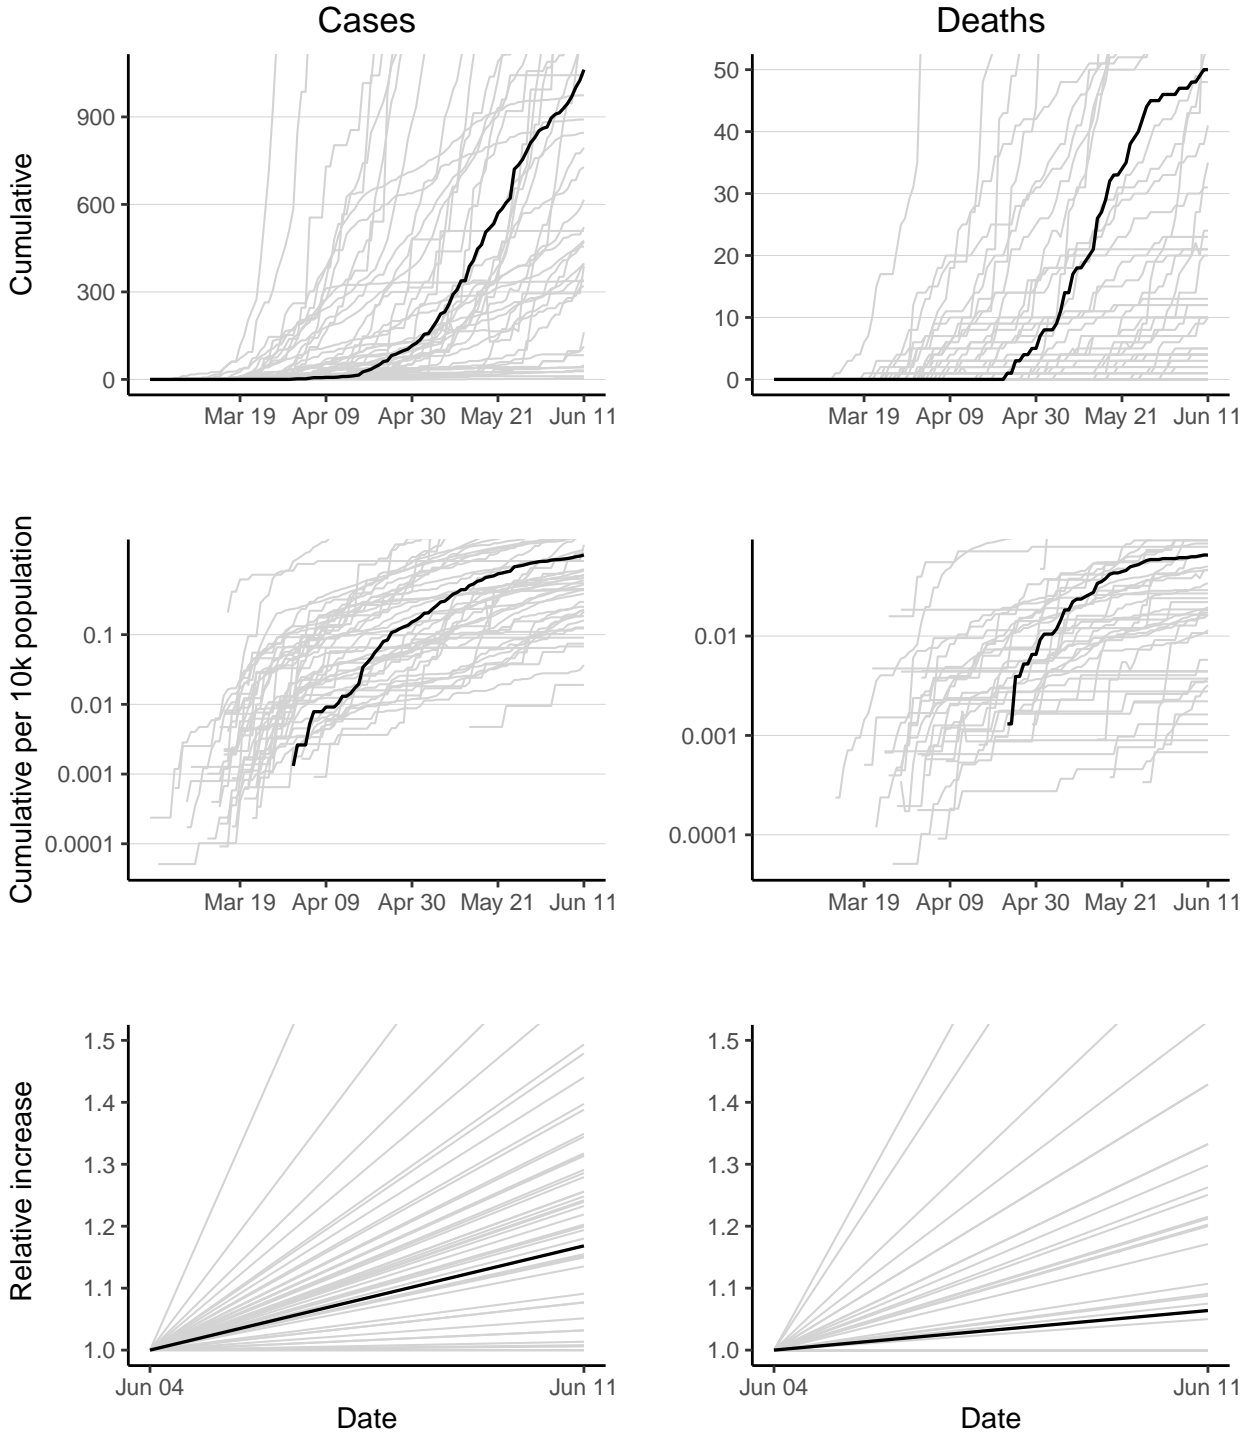 Cases
Deaths
Cumulative
900
600
300
0
Mar 19 Apr 09 Apr 30 May 21 Jun 11
50
40
30
20
10
0
Mar 19 Apr 09 Apr 30 May 21 Jun 11
Cumulative per 10k population
0.1
0.01
0.001
0.0001
Mar 19 Apr 09 Apr 30 May 21 Jun 11
0.01
0.001
0.0001
Mar 19 Apr 09 Apr 30 May 21 Jun 11
Relative increase
1.5
1.4
1.3
1.2
1.1
1.0
Jun 04 Jun 11
Date
1.5
1.4
1.3
1.2
1.1
1.0
Jun 04 Jun 11
Date